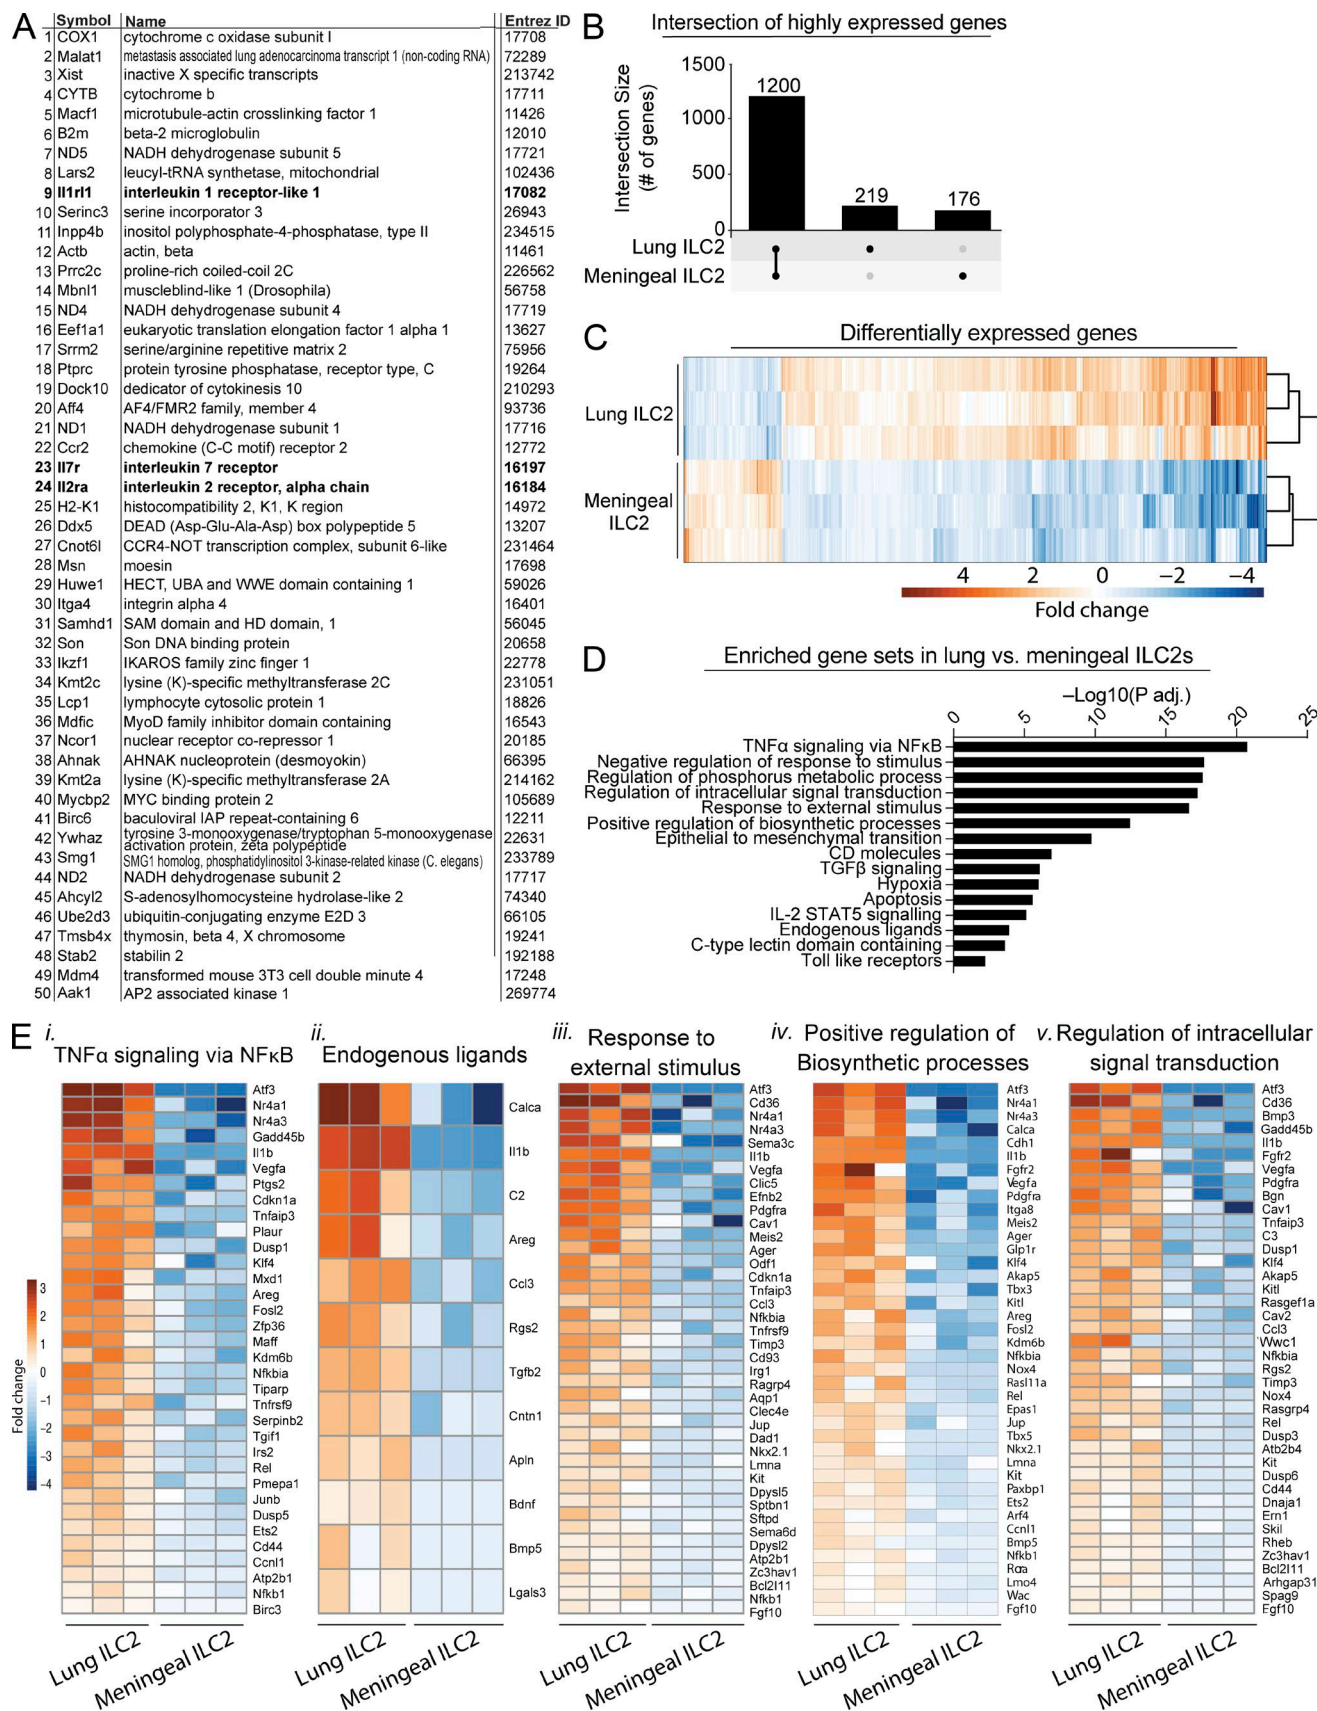 A
Symbol Name Entrez ID
1 COX1 cytochrome c oxidase subunit I 17708
2 Malat1 metastasis associated lung adenocarcinoma transcript 1 (non-coding RNA) 72289
3 Xist inactive X specific transcripts 213742
4 CYTB cytochrome b 17711
5 Macf1 microtubule-actin crosslinking factor 1 11426
6 B2m beta-2 microglobulin 12010
7 ND5 NADH dehydrogenase subunit 5 17721
8 Lars2 leucyl-tRNA synthetase, mitochondrial 102436
9 Il1rl1 interleukin 1 receptor-like 1 17082
10 Serinc3 serine incorporator 3 26943
11 Inpp4b inositol polyphosphate-4-phosphatase, type II 234515
12 Actb actin, beta 11461
13 Prrc2c proline-rich coiled-coil 2C 226562
14 Mbnl1 muscleblind-like 1 (Drosophila) 56758
15 ND4 NADH dehydrogenase subunit 4 17719
16 Eef1a1 eukaryotic translation elongation factor 1 alpha 1 13627
17 Srrm2 serine/arginine repetitive matrix 2 75956
18 Ptprc protein tyrosine phosphatase, receptor type, C 19264
19 Dock10 dedicator of cytokinesis 10 210293
20 Aff4 AF4/FMR2 family, member 4 93736
21 ND1 NADH dehydrogenase subunit 1 17716
22 Ccr2 chemokine (C-C motif) receptor 2 12772
23 Il7r interleukin 7 receptor 16197
24 Il2ra interleukin 2 receptor, alpha chain 16184
25 H2-K1 histocompatibility 2, K1, K region 14972
26 Ddx5 DEAD (Asp-Glu-Ala-Asp) box polypeptide 5 13207
27 Cnot6l CCR4-NOT transcription complex, subunit 6-like 231464
28 Msn moesin 17698
29 Huwe1 HECT, UBA and WWE domain containing 1 59026
30 Itga4 integrin alpha 4 16401
31 Samhd1 SAM domain and HD domain, 1 56045
32 Son Son DNA binding protein 20658
33 Ikzf1 IKAROS family zinc finger 1 22778
34 Kmt2c lysine (K)-specific methyltransferase 2C 231051
35 Lcp1 lymphocyte cytosolic protein 1 18826
36 Mdfic MyoD family inhibitor domain containing 16543
37 Ncor1 nuclear receptor co-repressor 1 20185
38 Ahnak AHNAK nucleoprotein (desmoyokin) 66395
39 Kmt2a lysine (K)-specific methyltransferase 2A 214162
40 Mycbp2 MYC binding protein 2 105689
41 Birc6 baculoviral IAP repeat-containing 6 12211
42 Ywhaz tyrosine 3-monooxygenase/tryptophan 5-monooxygenase 22631
activation protein, zeta polypeptide
43 Smg1 SMG1 homolog, phosphatidylinositol 3-kinase-related kinase (C. elegans) 233789
44 ND2 NADH dehydrogenase subunit 2 17717
45 Ahcyl2 S-adenosylhomocysteine hydrolase-like 2 74340
46 Ube2d3 ubiquitin-conjugating enzyme E2D 3 66105
47 Tmsb4x thymosin, beta 4, X chromosome 19241
48 Stab2 stabilin 2 192188
49 Mdm4 transformed mouse 3T3 cell double minute 4 17248
50 Aak1 AP2 associated kinase 1 269774
B
Intersection of highly expressed genes
Intersection Size
(# of genes)
1500
1000
500
0
1200
219
176
Lung ILC2
Meningeal ILC2
C
Differentially expressed genes
Lung ILC2
Meningeal
ILC2
4 2 0 −2 −4
Fold change
D
Enriched gene sets in lung vs. meningeal ILC2s
−Log10(P adj.)
0 5 10 15 20 25
TNFα signaling via NFκB
Negative regulation of response to stimulus
Regulation of phosphorus metabolic process
Regulation of intracellular signal transduction
Response to external stimulus
Positive regulation of biosynthetic processes
Epithelial to mesenchymal transition
CD molecules
TGFβ signaling
Hypoxia
Apoptosis
IL-2 STAT5 signalling
Endogenous ligands
C-type lectin domain containing
Toll like receptors
E
i.
TNFα signaling via NFκB
Atf3
Nr4a1
Nr4a3
Gadd45b
Il1b
Vegfa
Ptgs2
Cdkn1a
Tnfaip3
Plaur
Dusp1
Klf4
Mxd1
Areg
Fosl2
Zfp36
Maff
Kdm6b
Nfkbia
Tiparp
Tnfrsf9
Serpinb2
Tgif1
Irs2
Rel
Pmepa1
Junb
Dusp5
Ets2
Cd44
Ccnl1
Atp2b1
Nfkb1
Birc3
Fold change
3
2
1
0
−1
−2
−3
−4
Lung ILC2
Meningeal ILC2
ii.
Endogenous ligands
Calca
Il1b
C2
Areg
Ccl3
Rgs2
Tgfb2
Cntn1
Apln
Bdnf
Bmp5
Lgals3
Lung ILC2
Meningeal ILC2
iii.
Response to
external stimulus
Atf3
Cd36
Nr4a1
Nr4a3
Sema3c
Il1b
Vegfa
Clic5
Efnb2
Pdgfra
Cav1
Meis2
Ager
Odf1
Cdkn1a
Tnfaip3
Ccl3
Nfkbia
Tnfrsf9
Timp3
Cd93
Irg1
Ragrp4
Aqp1
Clec4e
Jup
Dad1
Nkx2.1
Lmna
Kit
Dpysl5
Sptbn1
Sftpd
Sema6d
Dpysl2
Atp2b1
Zc3hav1
Bcl2l11
Nfkb1
Fgf10
Lung ILC2
Meningeal ILC2
iv.
Positive regulation of
Biosynthetic processes
Atf3
Nr4a1
Nr4a3
Calca
Cdh1
Il1b
Fgfr2
Vegfa
Pdgfra
Itga8
Meis2
Ager
Glp1r
Klf4
Akap5
Tbx3
Kitl
Areg
Fosl2
Kdm6b
Nfkbia
Nox4
Rasl11a
Rel
Epas1
Jup
Tbx5
Nkx2.1
Lmna
Kit
Paxbp1
Ets2
Arf4
Ccnl1
Bmp5
Nfkb1
Lmo4
Wac
Fgf10
Lung ILC2
Meningeal ILC2
v.
Regulation of intracellular
signal transduction
Atf3
Cd36
Bmp3
Gadd45b
Il1b
Fgfr2
Vegfa
Pdgfra
Bgn
Cav1
Tnfaip3
C3
Dusp1
Klf4
Akap5
Kitl
Rasgef1a
Cav2
Ccl3
Wwc1
Nfkbia
Rgs2
Timp3
Nox4
Rasgrp4
Rel
Dusp3
Atb2b4
Kit
Dusp6
Cd44
Dnaja1
Ern1
Skil
Rheb
Zc3hav1
Bcl2l11
Arhgap31
Spag9
Egf10
Lung ILC2
Meningeal ILC2